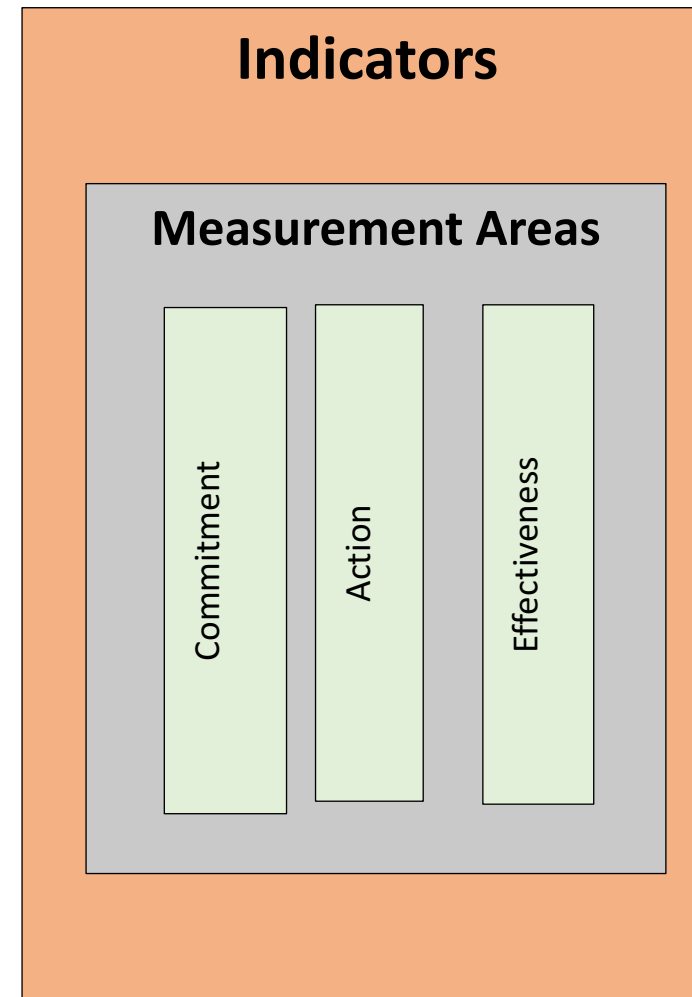 Indicators
Measurement Areas
Commitment
Action
Effectiveness